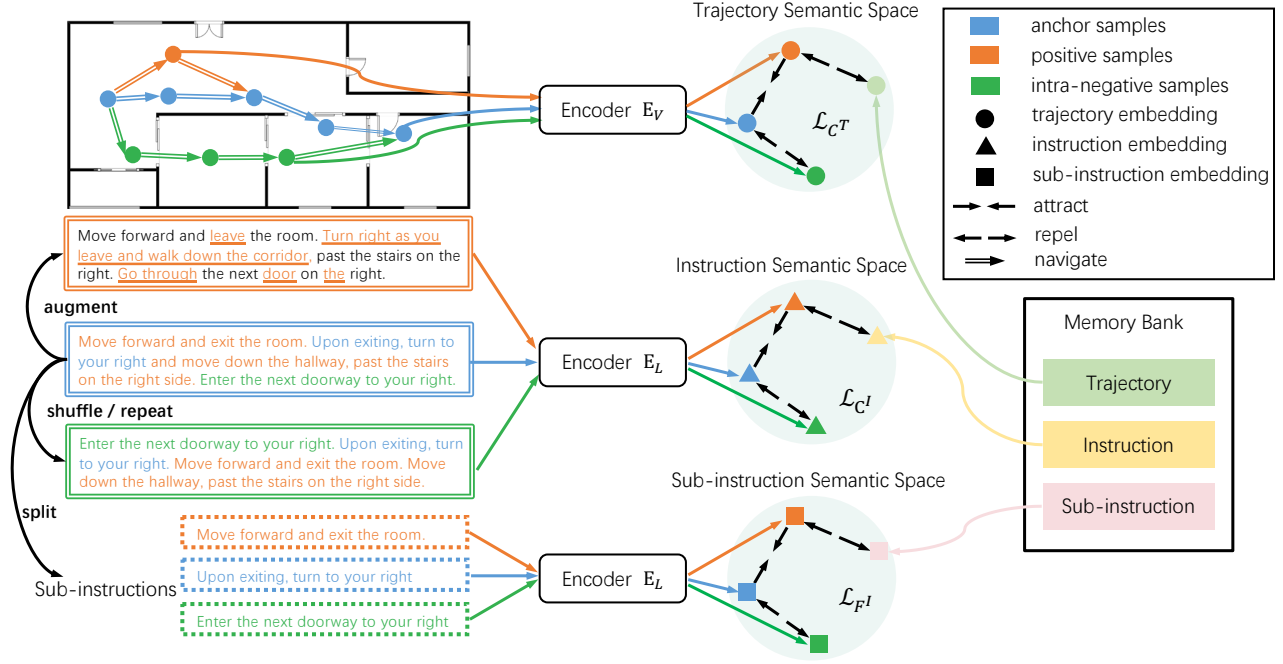 Trajectory Semantic Space
anchor samples
positive samples
intra-negative samples
trajectory embedding
instruction embedding
sub-instruction embedding
attract
repel
navigate
Encoder E_V
ℒ_{C^T}
Move forward and leave the room. Turn right as you
leave and walk down the corridor, past the stairs on the
right. Go through the next door on the right.
augment
Move forward and exit the room. Upon exiting, turn to
your right and move down the hallway, past the stairs
on the right side. Enter the next doorway to your right.
shuffle / repeat
Enter the next doorway to your right. Upon exiting, turn
to your right. Move forward and exit the room. Move
down the hallway, past the stairs on the right side.
split
Sub-instructions
Move forward and exit the room.
Upon exiting, turn to your right
Enter the next doorway to your right
Instruction Semantic Space
Encoder E_L
ℒ_{C^I}
Sub-instruction Semantic Space
Encoder E_L
ℒ_{F^I}
Memory Bank
Trajectory
Instruction
Sub-instruction